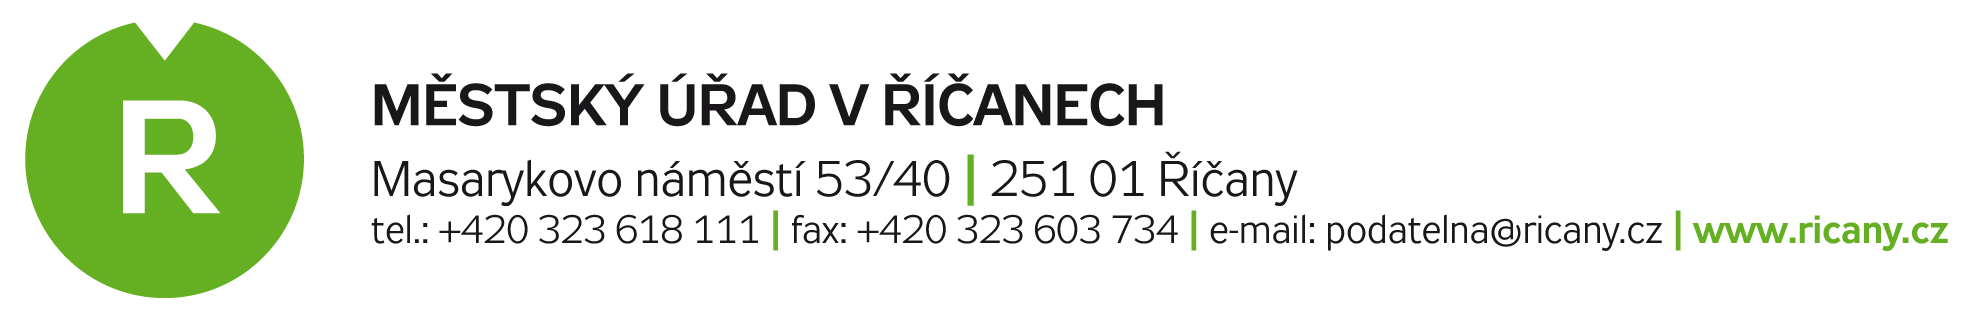 Ř
MĚSTSKÝ ÚŘAD V ŘÍČANECH
Masarykovo náměstí 53/40 | 251 01 Říčany
tel.: +420 323 618 111 | fax: +420 323 603 734 | e-mail: podatelna@ricany.cz | www.ricany.cz